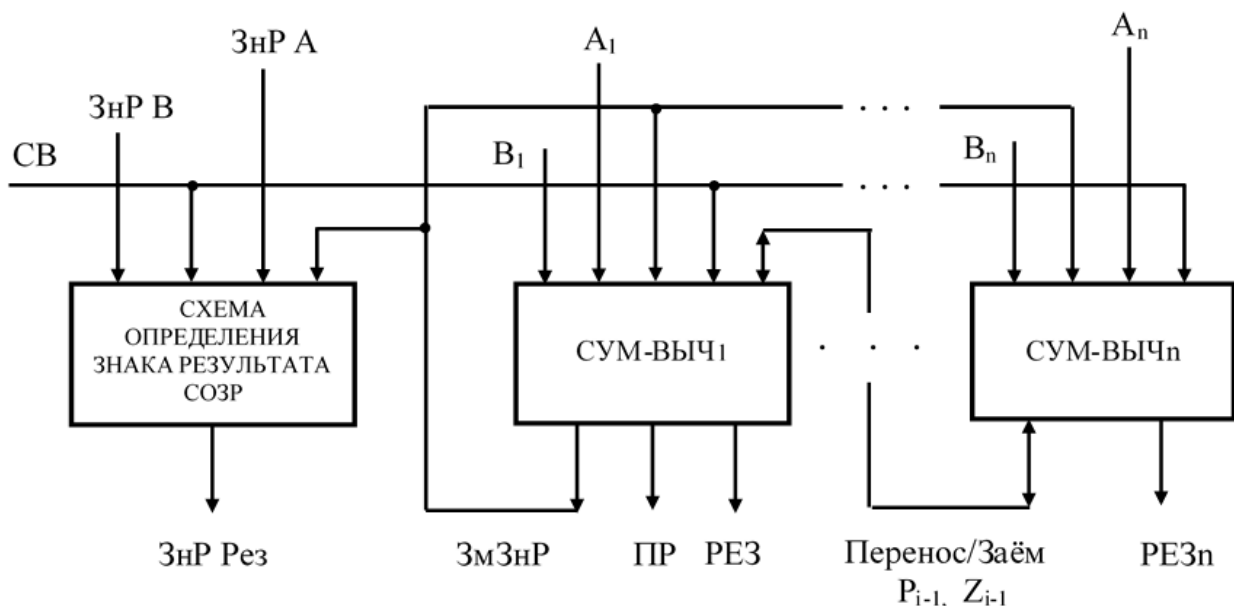 ЗнР А
A₁
Aₙ
ЗнР В
. . .
СВ
B₁
Bₙ
. . .
СХЕМА
ОПРЕДЕЛЕНИЯ
ЗНАКА РЕЗУЛЬТАТА
СОЗР
СУМ-ВЫЧ1
. . .
СУМ-ВЫЧn
ЗнР Рез
ЗмЗнР
ПР
РЕЗ
Перенос/Заём
Pᵢ₋₁, Zᵢ₋₁
РЕЗn